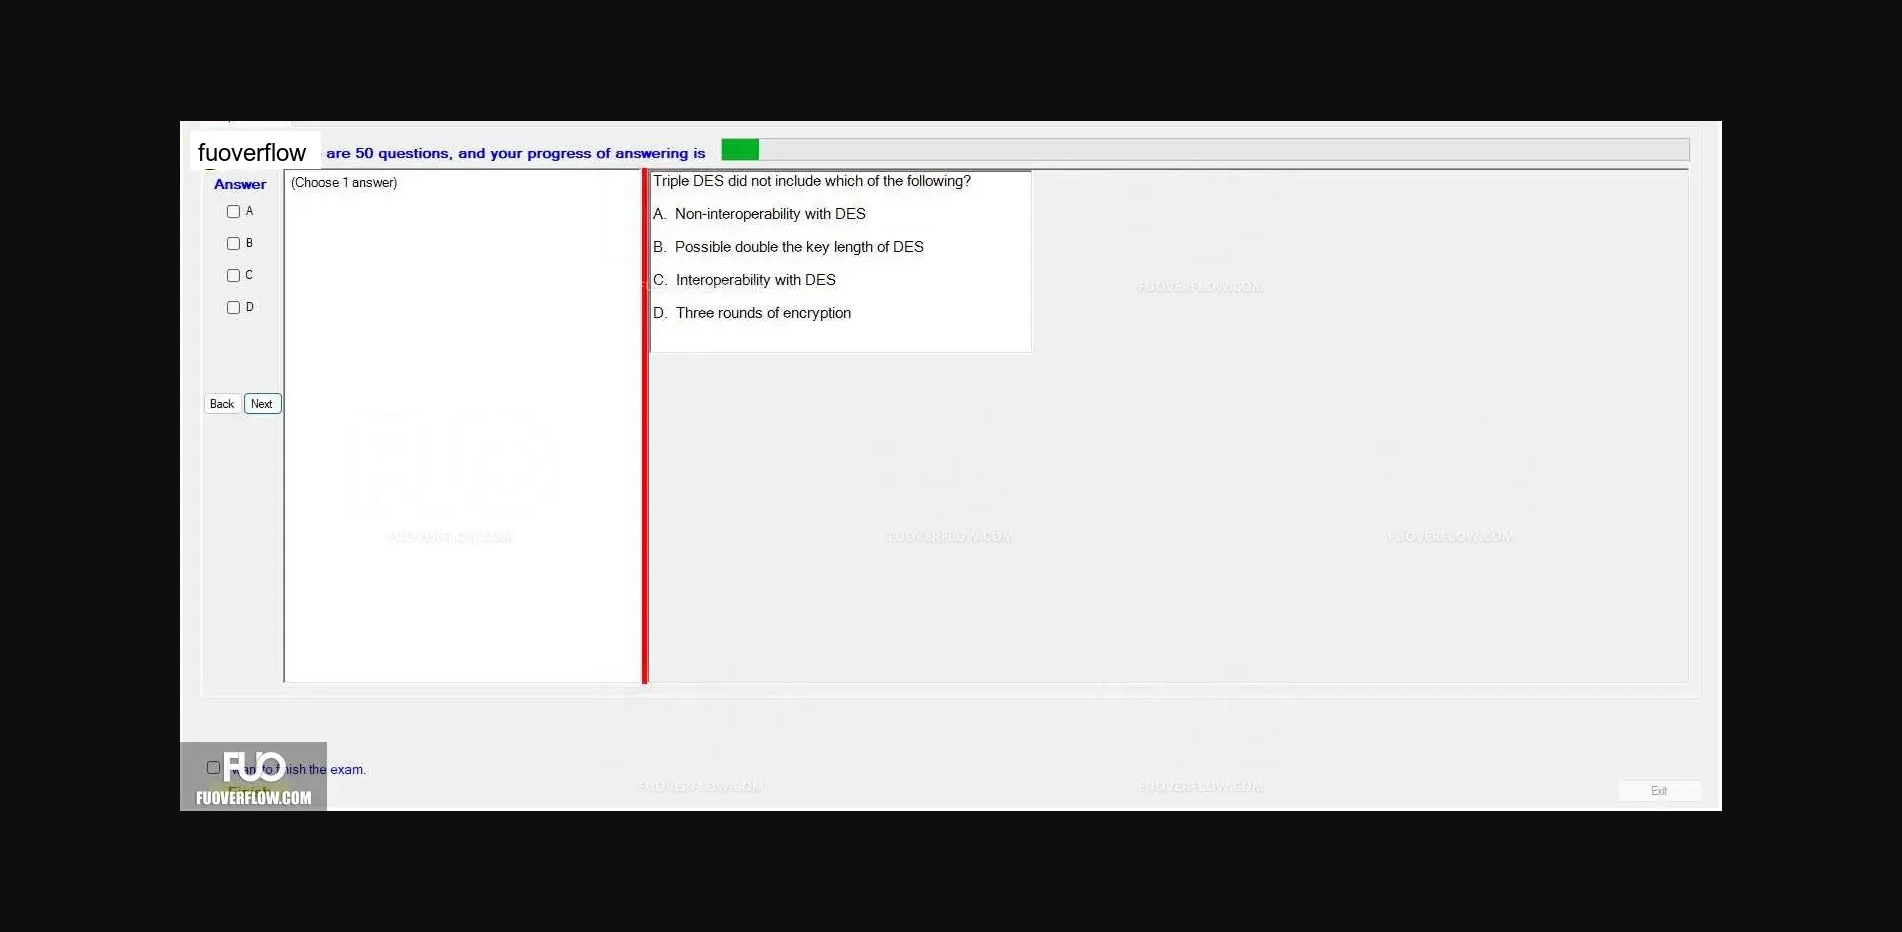 fuoverflow are 50 questions, and your progress of answering is
Answer
(Choose 1 answer)
A
B
C
D
Back Next
Triple DES did not include which of the following?
A. Non-interoperability with DES
B. Possible double the key length of DES
C. Interoperability with DES
D. Three rounds of encryption
FUOVERFLOW.COM
FUOVERFLOW.COM FUOVERFLOW.COM FUOVERFLOW.COM
FUOVERFLOW.COM FUOVERFLOW.COM
FUO
want to finish the exam.
Finish
FUOVERFLOW.COM
Exit